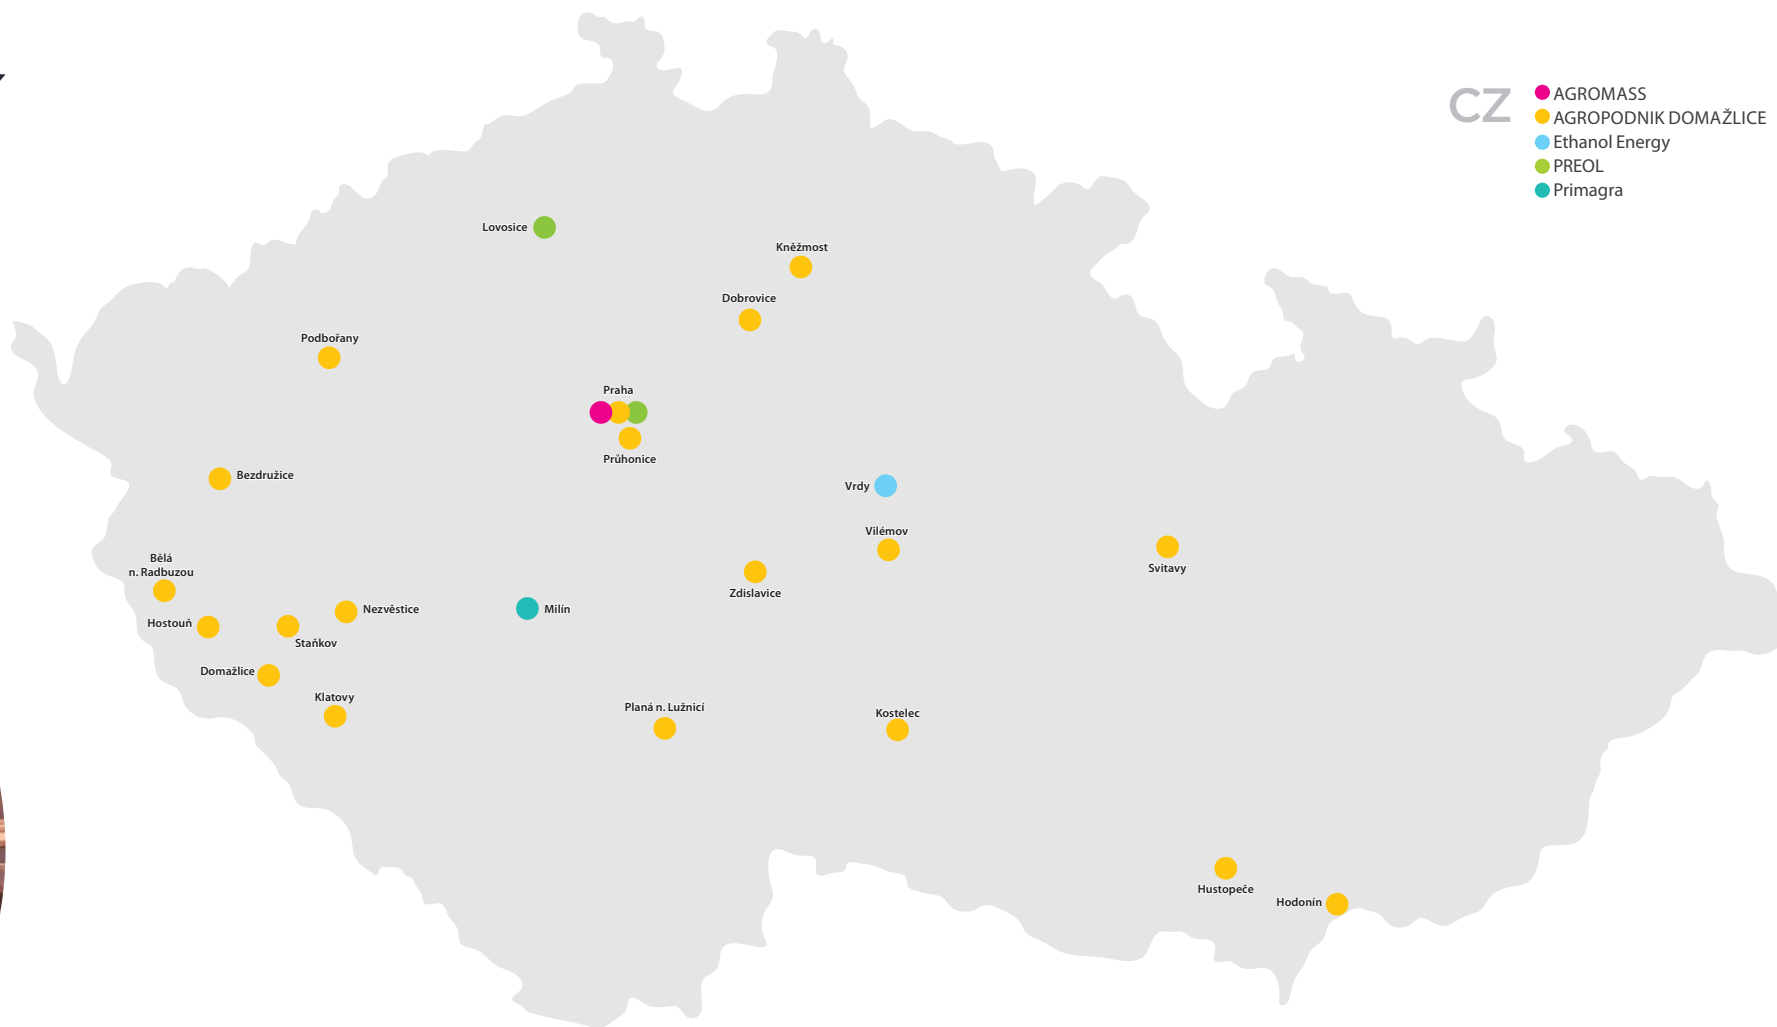 CZ
AGROMASS
AGROPODNIK DOMAŽLICE
Ethanol Energy
PREOL
Primagra
Lovosice
Kněžmost
Dobrovice
Podbořany
Praha
Průhonice
Bezdružice
Vrdy
Vilémov
Bělá
n. Radbuzou
Svitavy
Zdislavice
Nezvěstice
Milín
Hostouň
Staňkov
Domažlice
Klatovy
Planá n. Lužnicí
Kostelec
Hustopeče
Hodonín